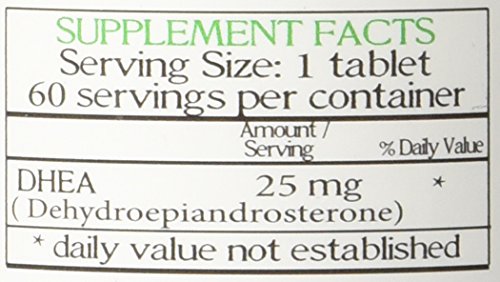 SUPPLEMENT FACTS
Serving Size: 1 tablet
60 servings per container
Amount /
Serving % Daily Value
DHEA 25 mg *
( Dehydroepiandrosterone)
* daily value not established